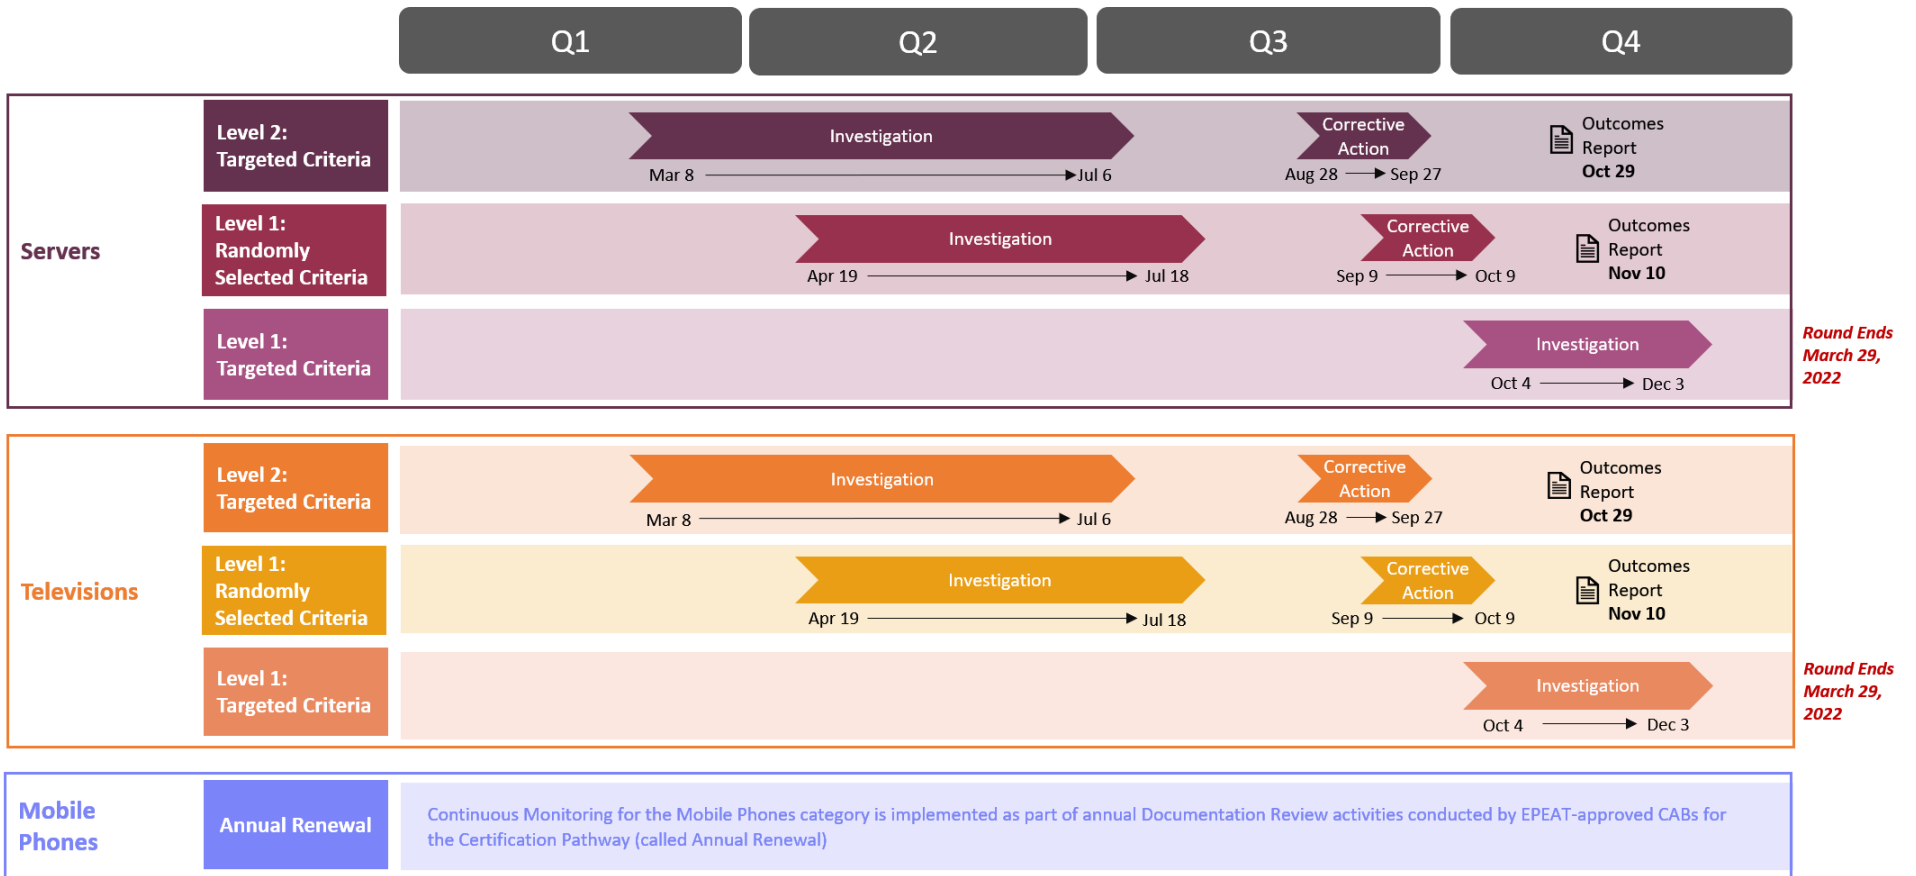 Q1
Q2
Q3
Q4
Servers
Level 2:
Targeted Criteria
Investigation
Mar 8
Jul 6
Corrective
Action
Aug 28
Sep 27
Outcomes
Report
Oct 29
Level 1:
Randomly
Selected Criteria
Investigation
Apr 19
Jul 18
Corrective
Action
Sep 9
Oct 9
Outcomes
Report
Nov 10
Level 1:
Targeted Criteria
Investigation
Oct 4
Dec 3
Round Ends
March 29,
2022
Televisions
Level 2:
Targeted Criteria
Investigation
Mar 8
Jul 6
Corrective
Action
Aug 28
Sep 27
Outcomes
Report
Oct 29
Level 1:
Randomly
Selected Criteria
Investigation
Apr 19
Jul 18
Corrective
Action
Sep 9
Oct 9
Outcomes
Report
Nov 10
Level 1:
Targeted Criteria
Investigation
Oct 4
Dec 3
Round Ends
March 29,
2022
Mobile
Phones
Annual Renewal
Continuous Monitoring for the Mobile Phones category is implemented as part of annual Documentation Review activities conducted by EPEAT-approved CABs for
the Certification Pathway (called Annual Renewal)